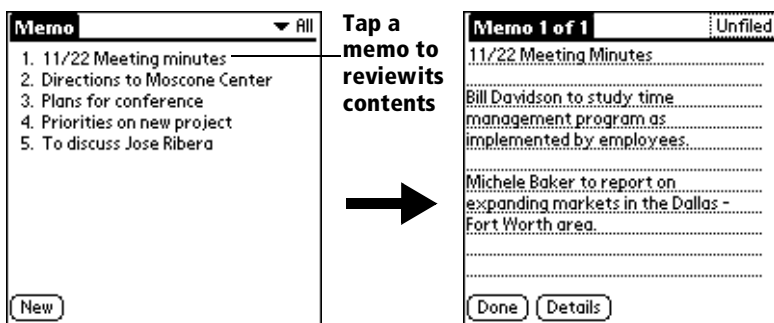 Memo
All
1. 11/22 Meeting minutes
2. Directions to Moscone Center
3. Plans for conference
4. Priorities on new project
5. To discuss Jose Ribera
New
Tap a
memo to
reviewits
contents
Memo 1 of 1
Unfiled
11/22 Meeting Minutes
Bill Davidson to study time
management program as
implemented by employees.
Michele Baker to report on
expanding markets in the Dallas -
Fort Worth area.
Done Details